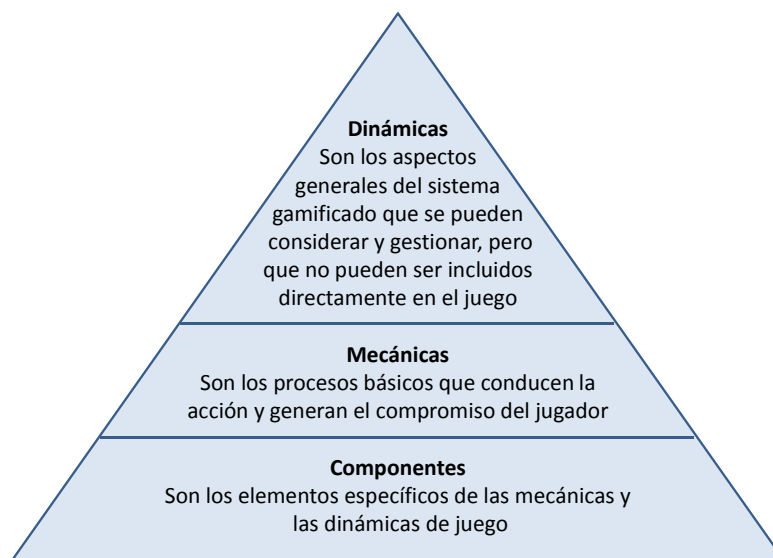 Dinámicas
Son los aspectos
generales del sistema
gamificado que se pueden
considerar y gestionar, pero
que no pueden ser incluidos
directamente en el juego
Mecánicas
Son los procesos básicos que conducen la
acción y generan el compromiso del jugador
Componentes
Son los elementos específicos de las mecánicas y
las dinámicas de juego